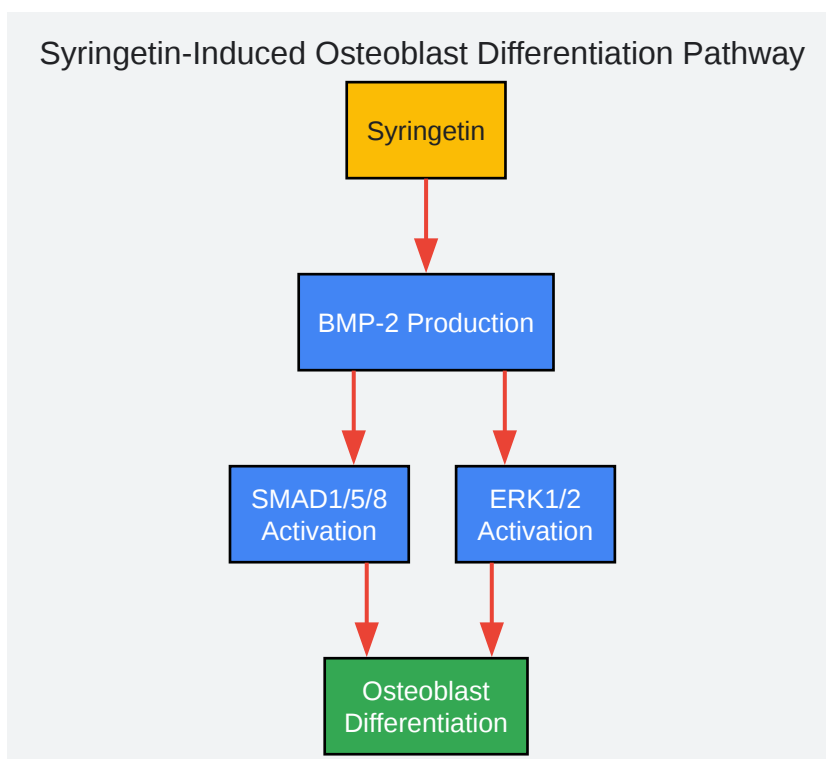 Syringetin-Induced Osteoblast Differentiation Pathway
Syringetin
BMP-2 Production
SMAD1/5/8
Activation
ERK1/2
Activation
Osteoblast
Differentiation